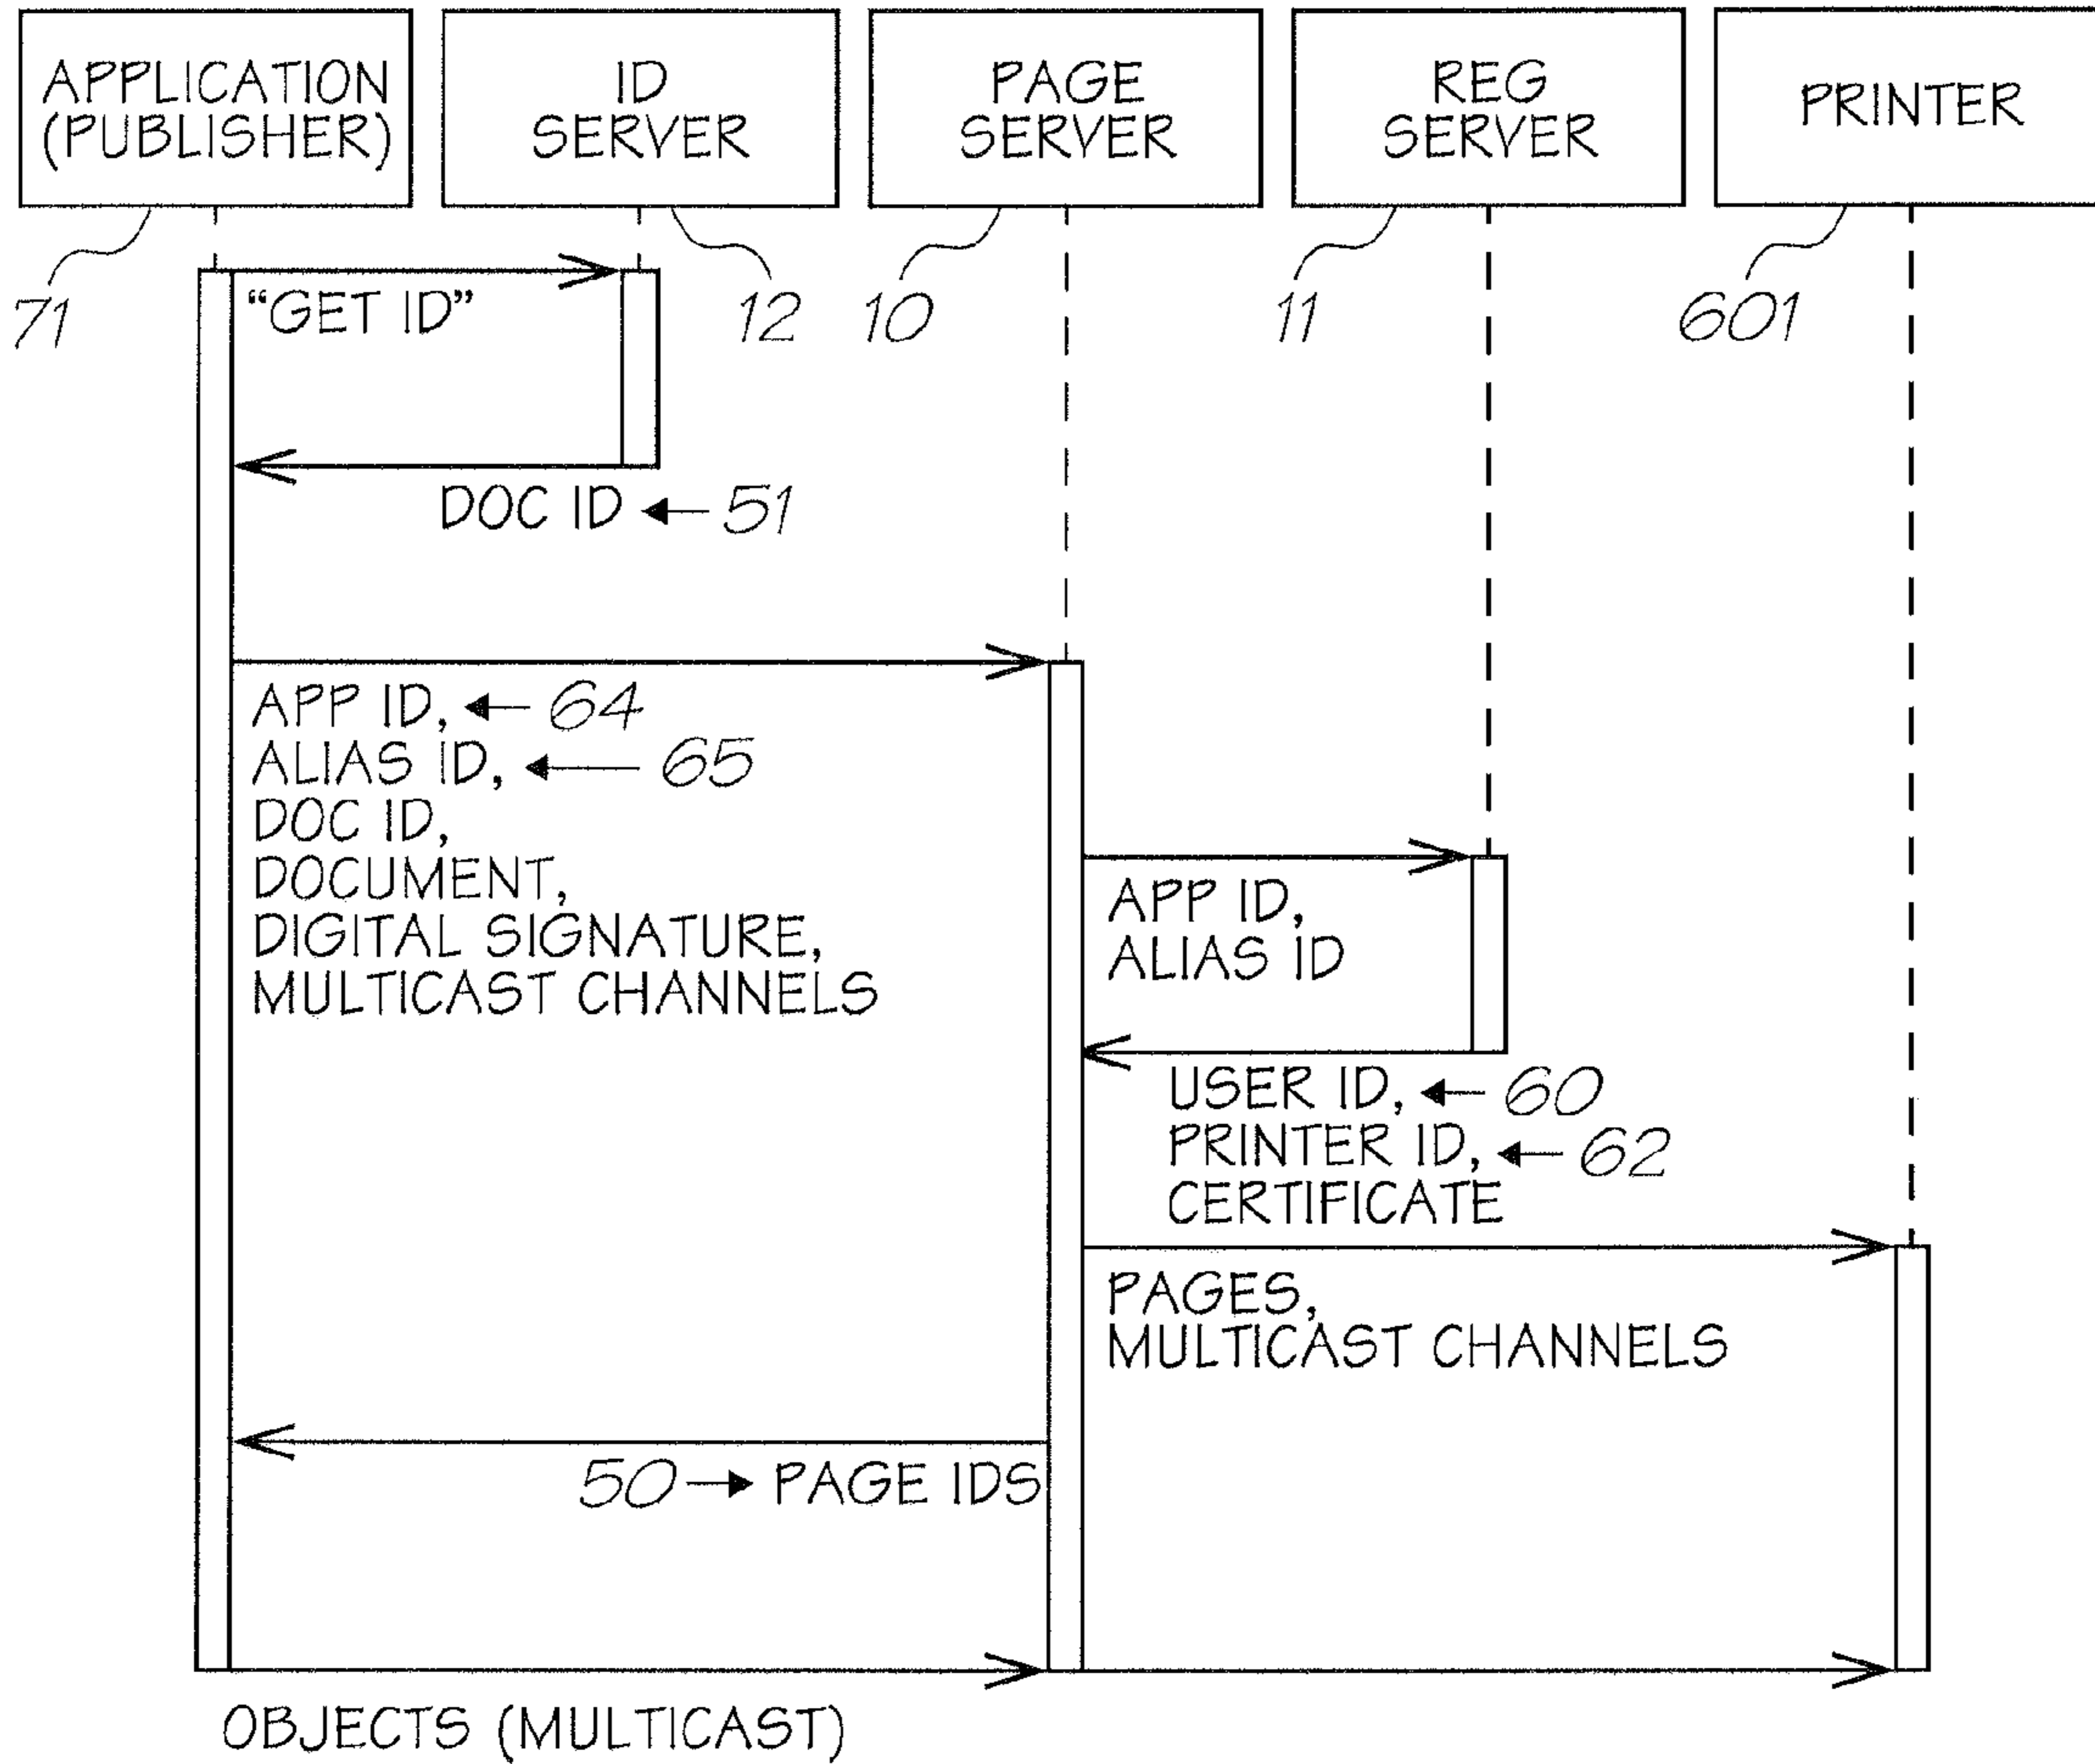 APPLICATION
(PUBLISHER)
ID
SERVER
PAGE
SERVER
REG
SERVER
PRINTER
71
12
10
11
601
“GET ID”
DOC ID 51
APP ID, 64
ALIAS ID, 65
DOC ID,
DOCUMENT,
DIGITAL SIGNATURE,
MULTICAST CHANNELS
APP ID,
ALIAS ID
USER ID, 60
PRINTER ID, 62
CERTIFICATE
PAGES,
MULTICAST CHANNELS
50 PAGE IDS
OBJECTS (MULTICAST)